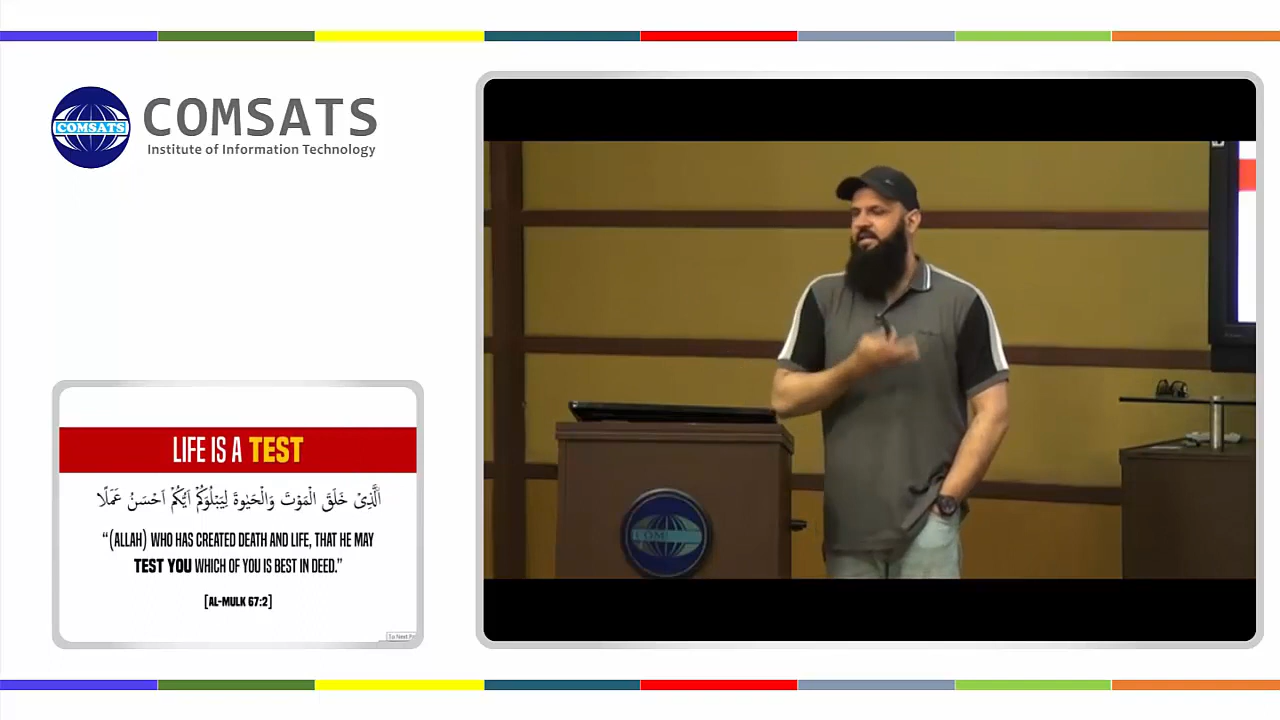 COMSATS
COMSATS
Institute of Information Technology
LIFE IS A TEST
الَّذِىْ خَلَقَ الْمَوْتَ وَالْحَيٰوةَ لِيَبْلُوَكُمْ اَيُّكُمْ اَحْسَنُ عَمَلًا
“(ALLAH) WHO HAS CREATED DEATH AND LIFE, THAT HE MAY
TEST YOU WHICH OF YOU IS BEST IN DEED.”
[AL-MULK 67:2]